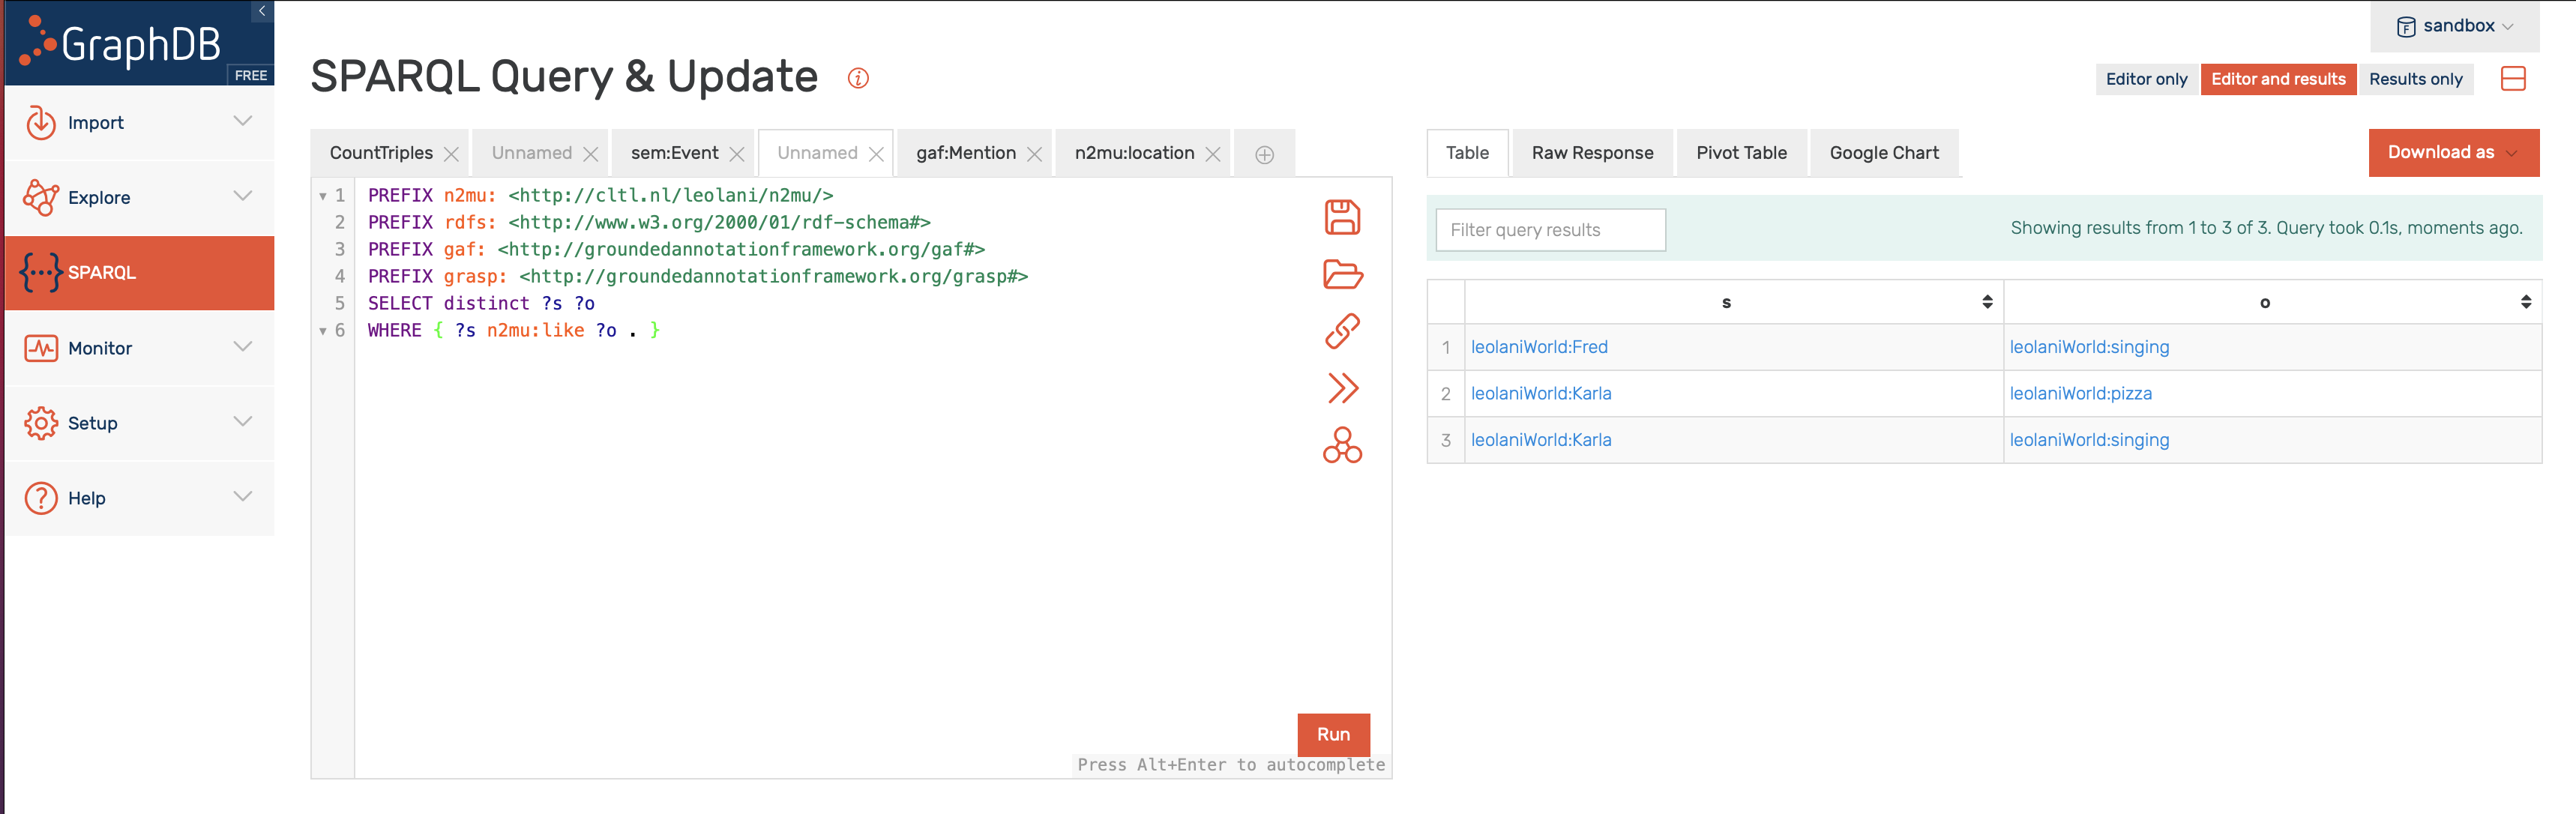 GraphDB
FREE
Import
Explore
SPARQL
Monitor
Setup
Help
sandbox
SPARQL Query & Update
Editor only
Editor and results
Results only
CountTriples
Unnamed
sem:Event
Unnamed
gaf:Mention
n2mu:location
1 PREFIX n2mu: <http://cltl.nl/leolani/n2mu/>
2 PREFIX rdfs: <http://www.w3.org/2000/01/rdf-schema#>
3 PREFIX gaf: <http://groundedannotationframework.org/gaf#>
4 PREFIX grasp: <http://groundedannotationframework.org/grasp#>
5 SELECT distinct ?s ?o
6 WHERE { ?s n2mu:like ?o . }
Run
Press Alt+Enter to autocomplete
Table
Raw Response
Pivot Table
Google Chart
Download as
Filter query results
Showing results from 1 to 3 of 3. Query took 0.1s, moments ago.
s o
1 leolaniWorld:Fred leolaniWorld:singing
2 leolaniWorld:Karla leolaniWorld:pizza
3 leolaniWorld:Karla leolaniWorld:singing